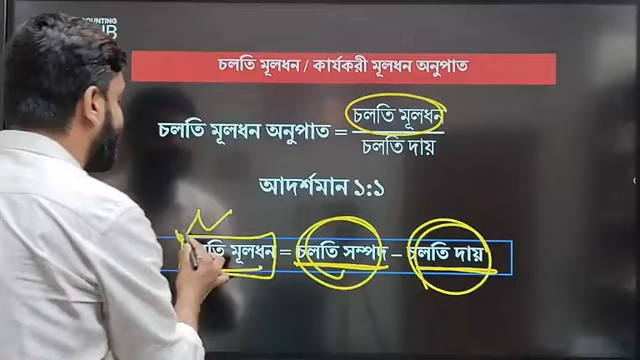 চলতি মূলধন / কার্যকরী মূলধন অনুপাত
চলতি মূলধন অনুপাত = চলতি মূলধন
চলতি দায়
আদর্শমান ১:১
মূলধন = চলতি সম্পদ – চলতি দায়